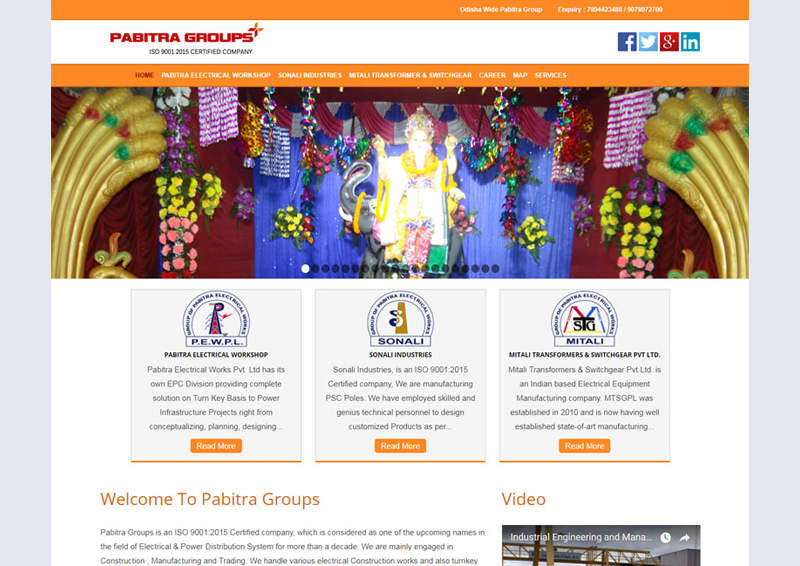 Odisha Wide Pabitra Group Enquiry : 7894423488 / 9078072700
PABITRA GROUPS
ISO 9001:2015 CERTIFIED COMPANY
HOME PABITRA ELECTRICAL WORKSHOP SONALI INDUSTRIES MITALI TRANSFORMER & SWITCHGEAR CAREER MAP SERVICES
GROUP OF PABITRA ELECTRICAL WORKS
P.E.W.P.L.
PABITRA ELECTRICAL WORKSHOP
Pabitra Electrical Works Pvt. Ltd has its
own EPC Division providing complete
solution on Turn Key Basis to Power
Infrastructure Projects right from
conceptualizing, planning, designing...
Read More
GROUP OF PABITRA ELECTRICAL WORKS
SONALI
SONALI INDUSTRIES
Sonali Industries, is an ISO 9001:2015
Certified company, We are manufacturing
PSC Poles. We have employed skilled and
genius technical personnel to design
customized Products as per...
Read More
GROUP OF PABITRA ELECTRICAL WORKS
MITALI
MITALI TRANSFORMERS & SWITCHGEAR PVT LTD.
Mitali Transformers & Switchgear Pvt Ltd. is
an Indian based Electrical Equipment
Manufacturing company. MTSGPL was
established in 2010 and is now having well
established state-of-art manufacturing...
Read More
Welcome To Pabitra Groups
Pabitra Groups is an ISO 9001:2015 Certified company, which is considered as one of the upcoming names in
the field of Electrical & Power Distribution System for more than a decade. We are mainly engaged in
Construction , Manufacturing and Trading. We handle various electrical Construction works and also turnkey
Video
Industrial Engineering and Mana...